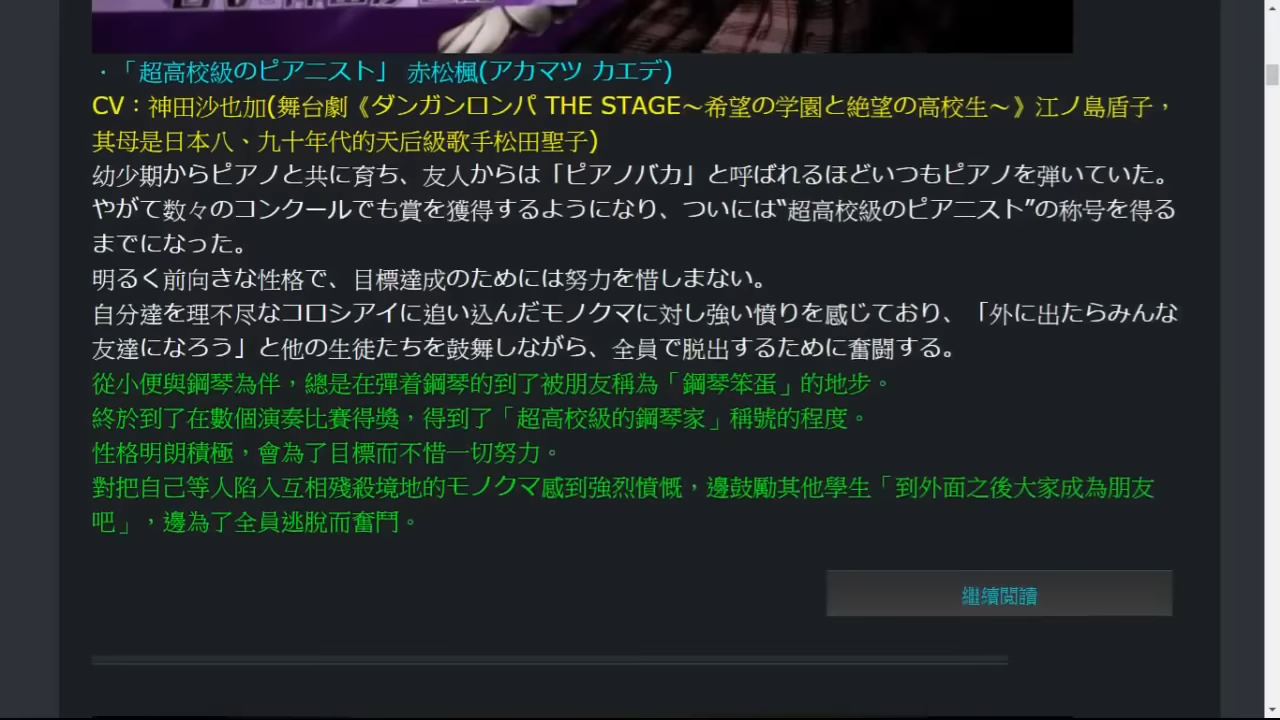 ·「超高校級のピアニスト」 赤松楓(アカマツ カエデ)
CV：神田沙也加(舞台劇《ダンガンロンパ THE STAGE～希望の学園と絶望の高校生～》江ノ島盾子，
其母是日本八、九十年代的天后級歌手松田聖子)
幼少期からピアノと共に育ち、友人からは「ピアノバカ」と呼ばれるほどいつもピアノを弾いていた。
やがて数々のコンクールでも賞を獲得するようになり、ついには“超高校級のピアニスト”の称号を得る
までになった。
明るく前向きな性格で、目標達成のためには努力を惜しまない。
自分達を理不尽なコロシアイに追い込んだモノクマに対し強い憤りを感じており、「外に出たらみんな
友達になろう」と他の生徒たちを鼓舞しながら、全員で脱出するために奮闘する。
從小便與鋼琴為伴，總是在彈着鋼琴的到了被朋友稱為「鋼琴笨蛋」的地步。
終於到了在數個演奏比賽得獎，得到了「超高校級的鋼琴家」稱號的程度。
性格明朗積極，會為了目標而不惜一切努力。
對把自己等人陷入互相殘殺境地的モノクマ感到強烈憤慨，邊鼓勵其他學生「到外面之後大家成為朋友
吧」，邊為了全員逃脫而奮鬥。
繼續閱讀